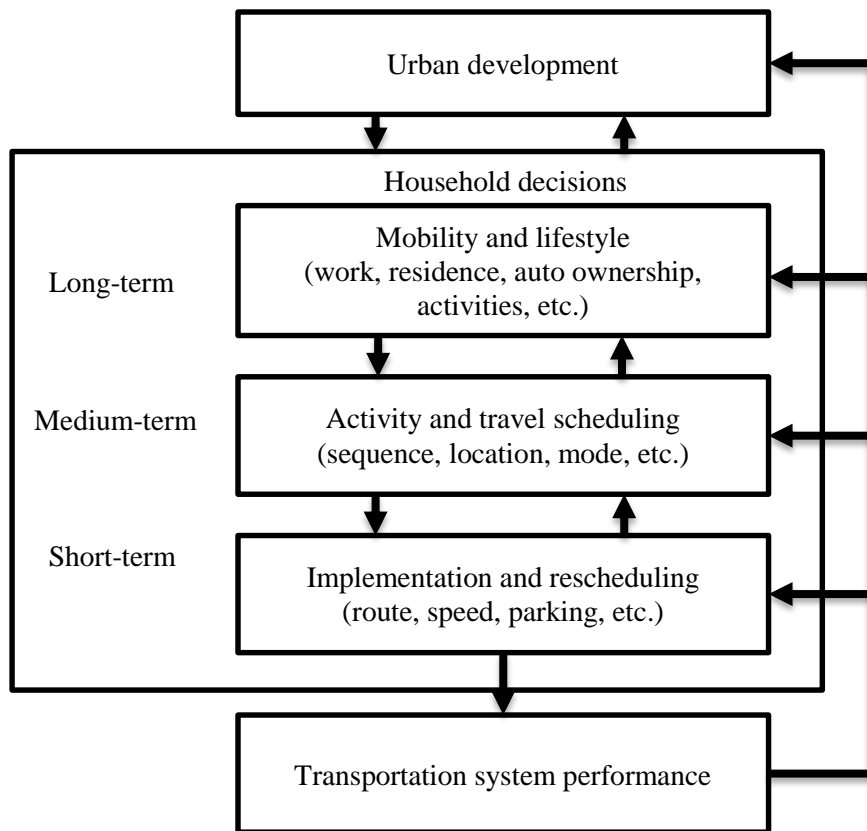 Urban development
Household decisions
Long-term
Mobility and lifestyle
(work, residence, auto ownership,
activities, etc.)
Medium-term
Activity and travel scheduling
(sequence, location, mode, etc.)
Short-term
Implementation and rescheduling
(route, speed, parking, etc.)
Transportation system performance